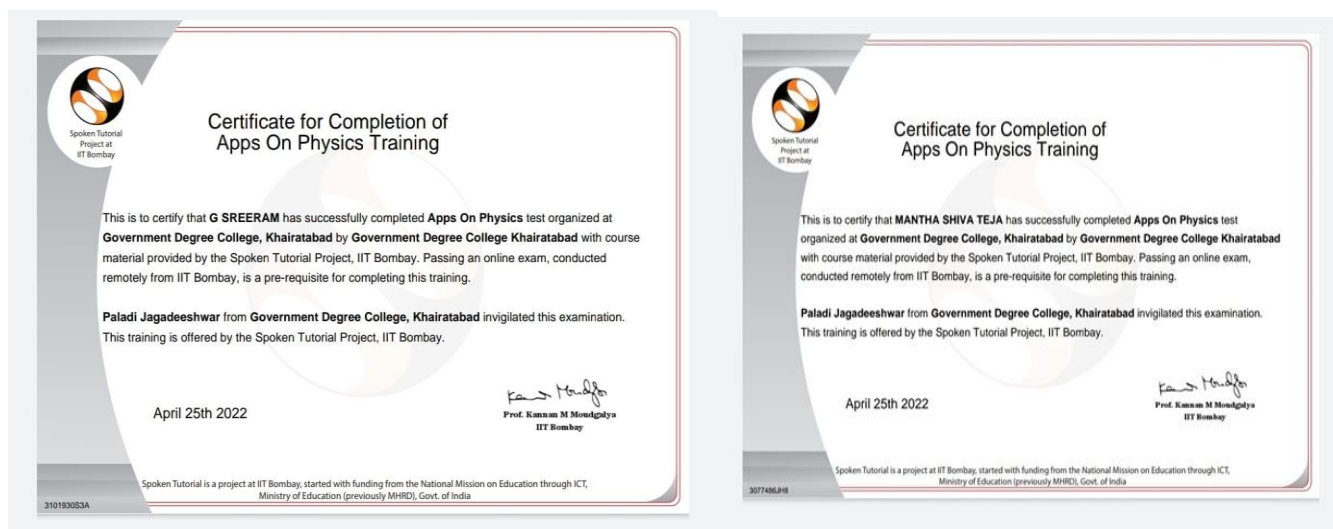 Spoken Tutorial
Project at
IIT Bombay
Certificate for Completion of
Apps On Physics Training
This is to certify that G SREERAM has successfully completed Apps On Physics test organized at
Government Degree College, Khairatabad by Government Degree College Khairatabad with course
material provided by the Spoken Tutorial Project, IIT Bombay. Passing an online exam, conducted
remotely from IIT Bombay, is a pre-requisite for completing this training.
Paladi Jagadeeshwar from Government Degree College, Khairatabad invigilated this examination.
This training is offered by the Spoken Tutorial Project, IIT Bombay.
April 25th 2022
Prof. Kannan M Moudgalya
IIT Bombay
Spoken Tutorial is a project at IIT Bombay, started with funding from the National Mission on Education through ICT,
Ministry of Education (previously MHRD), Govt. of India
3101930S3A
Spoken Tutorial
Project at
IIT Bombay
Certificate for Completion of
Apps On Physics Training
This is to certify that MANTHA SHIVA TEJA has successfully completed Apps On Physics test
organized at Government Degree College, Khairatabad by Government Degree College Khairatabad
with course material provided by the Spoken Tutorial Project, IIT Bombay. Passing an online exam,
conducted remotely from IIT Bombay, is a pre-requisite for completing this training.
Paladi Jagadeeshwar from Government Degree College, Khairatabad invigilated this examination.
This training is offered by the Spoken Tutorial Project, IIT Bombay.
April 25th 2022
Prof. Kannan M Moudgalya
IIT Bombay
Spoken Tutorial is a project at IIT Bombay, started with funding from the National Mission on Education through ICT,
Ministry of Education (previously MHRD), Govt. of India
3077486JH8